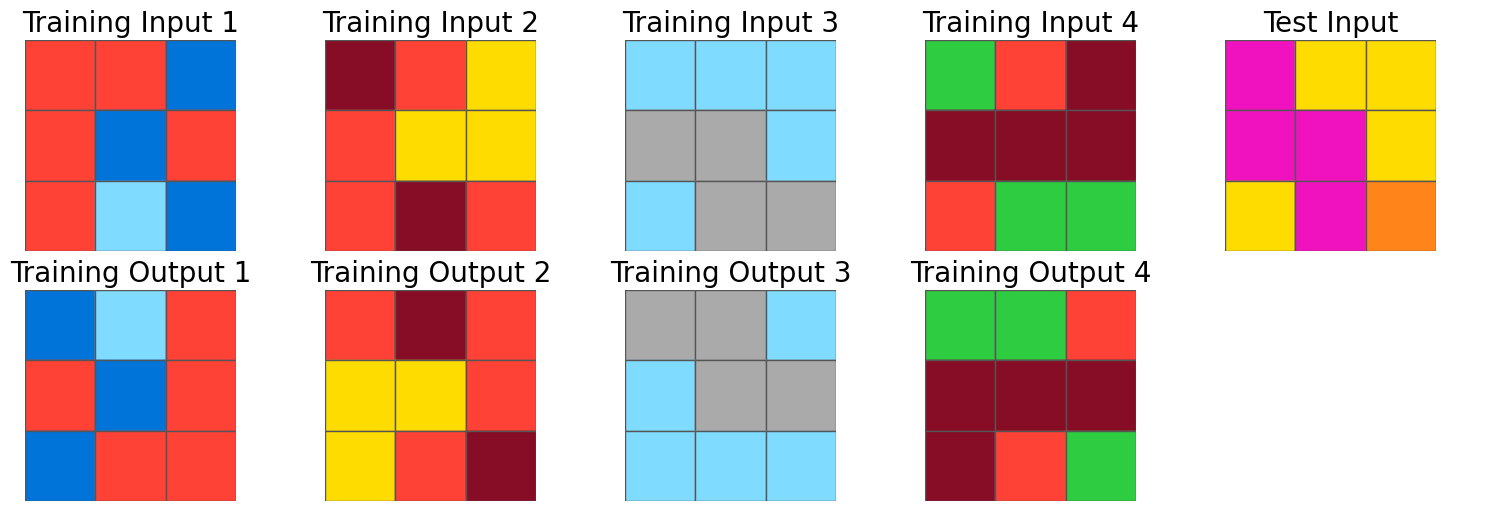 Training Input 1
Training Input 2
Training Input 3
Training Input 4
Test Input
Training Output 1
Training Output 2
Training Output 3
Training Output 4